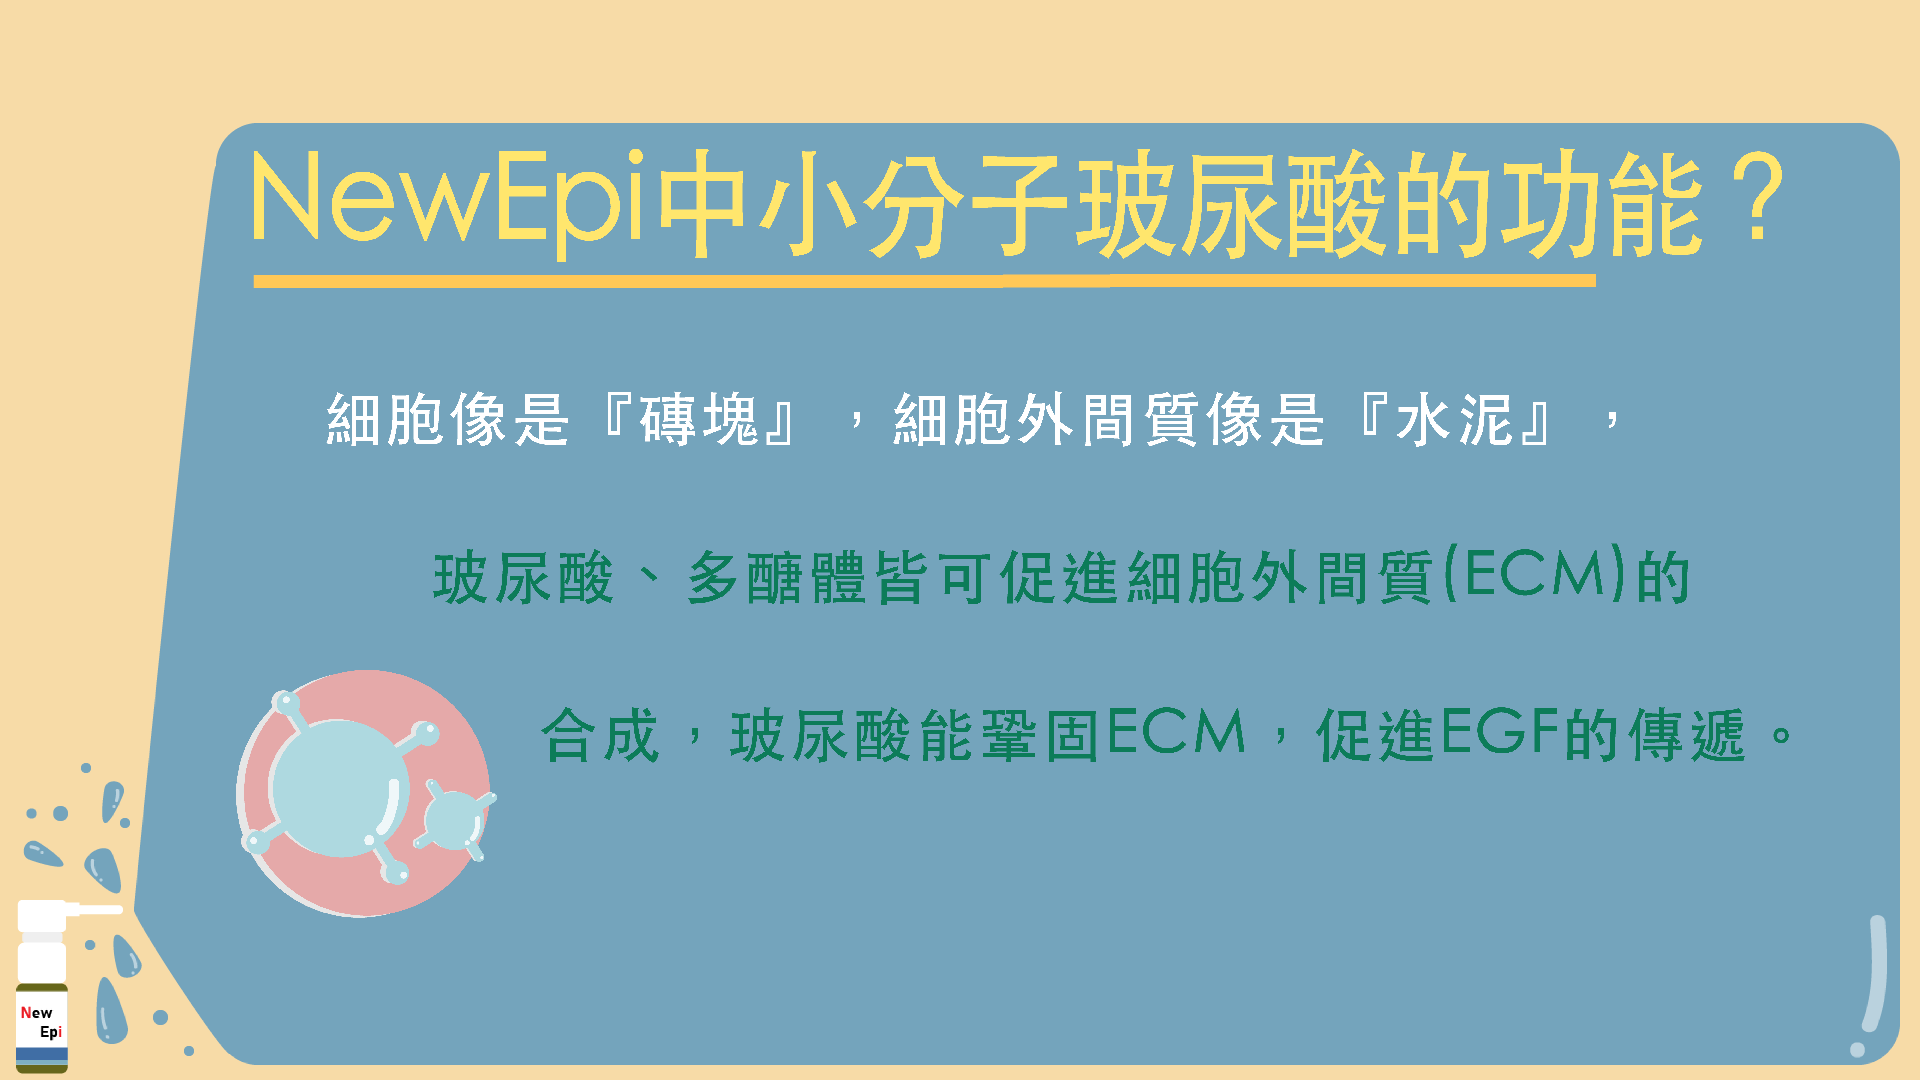 NewEpi中小分子玻尿酸的功能？
細胞像是『磚塊』，細胞外間質像是『水泥』，
玻尿酸、多醣體皆可促進細胞外間質(ECM)的
合成，玻尿酸能鞏固ECM，促進EGF的傳遞。
New
Epi